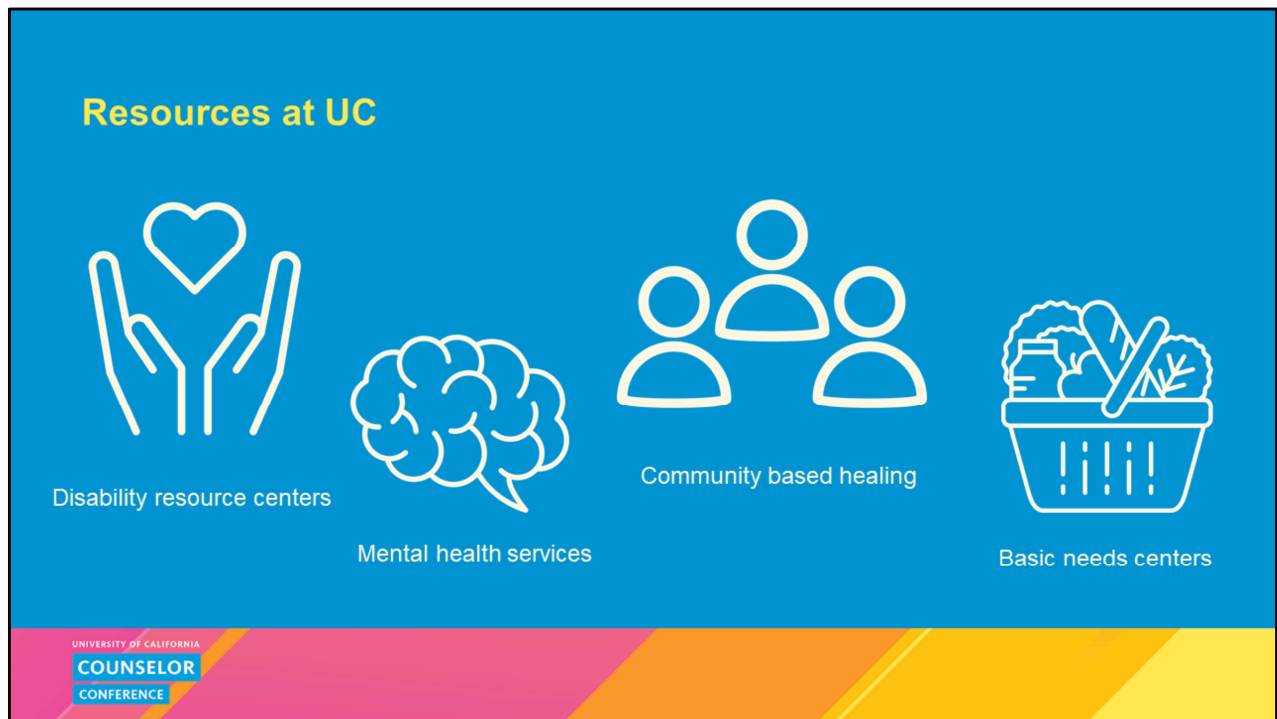 Resources at UC
Disability resource centers
Mental health services
Community based healing
Basic needs centers
UNIVERSITY OF CALIFORNIA
COUNSELOR
CONFERENCE